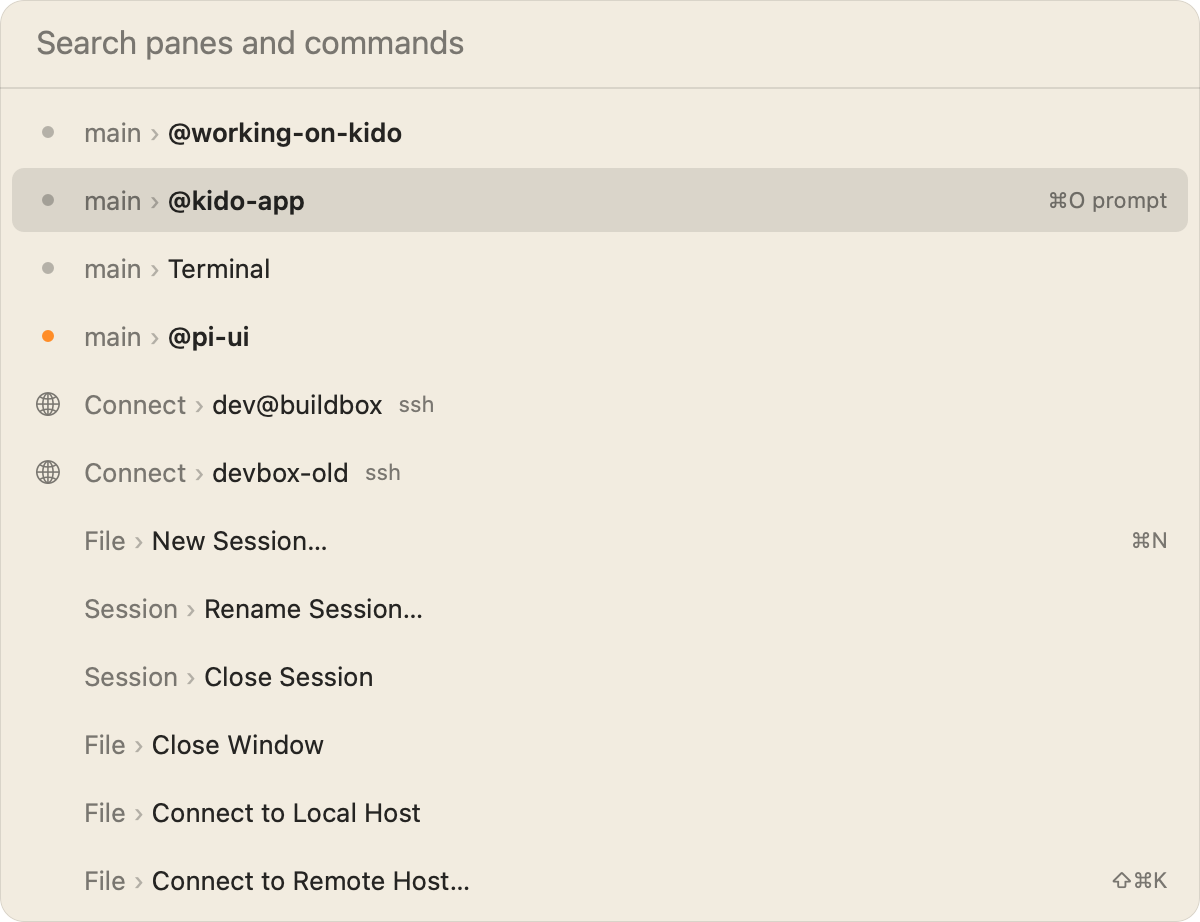 Search panes and commands
main › @working-on-kido
main › @kido-app ⌘O prompt
main › Terminal
main › @pi-ui
Connect › dev@buildbox ssh
Connect › devbox-old ssh
File › New Session... ⌘N
Session › Rename Session...
Session › Close Session
File › Close Window
File › Connect to Local Host
File › Connect to Remote Host... ⇧⌘K